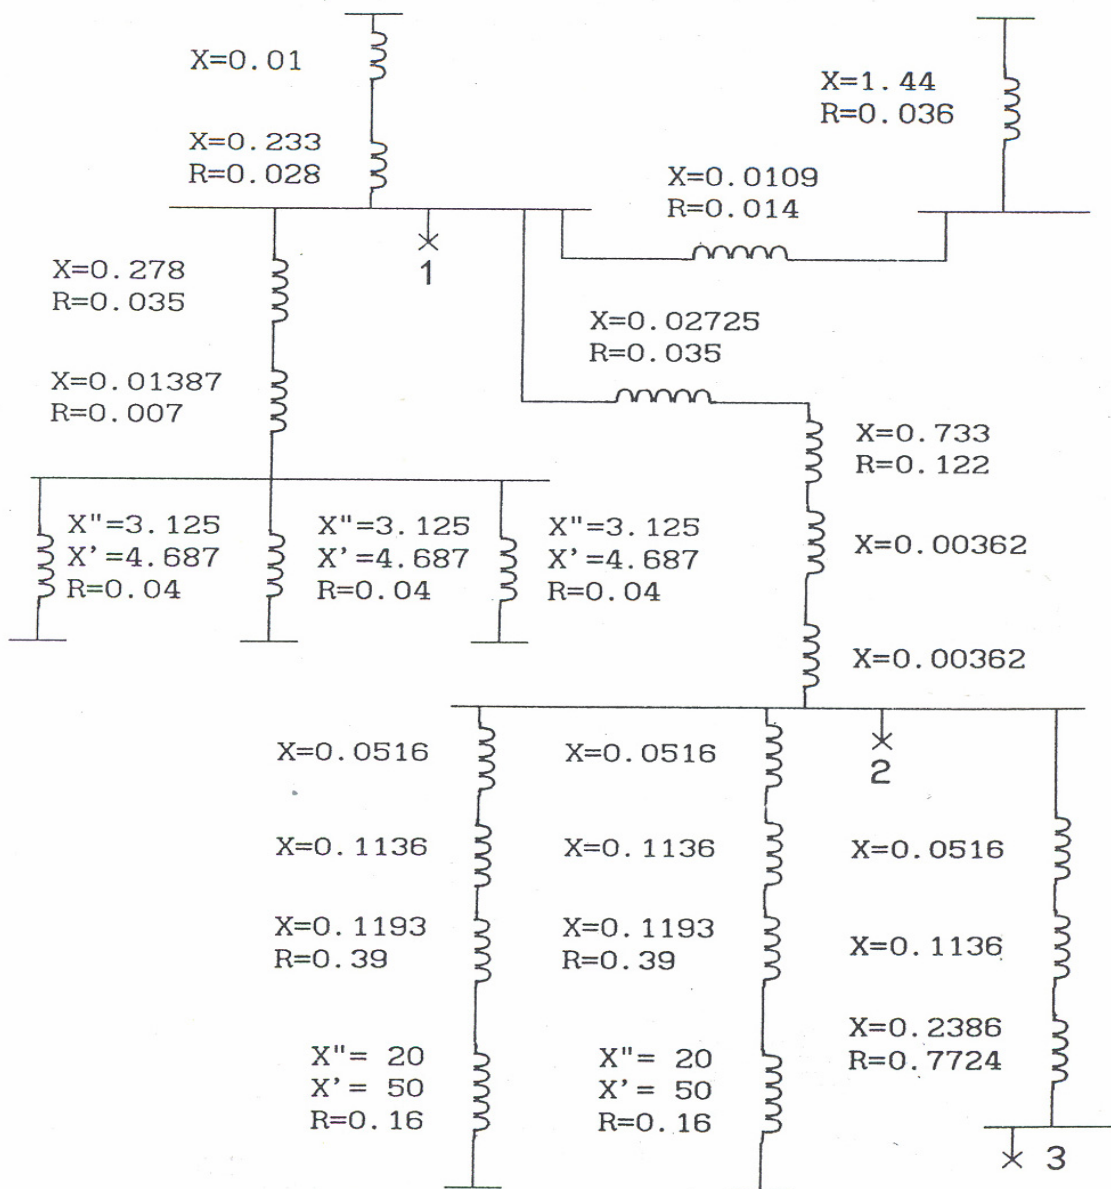 X=0.01
X=1.44
R=0.036
X=0.233
R=0.028
X=0.0109
R=0.014
1
X=0.278
R=0.035
X=0.02725
R=0.035
X=0.01387
R=0.007
X=0.733
R=0.122
X"=3.125
X'=4.687
R=0.04
X"=3.125
X'=4.687
R=0.04
X"=3.125
X'=4.687
R=0.04
X=0.00362
X=0.00362
2
X=0.0516
X=0.1136
X=0.1193
R=0.39
X"= 20
X'= 50
R=0.16
X=0.0516
X=0.1136
X=0.1193
R=0.39
X"= 20
X'= 50
R=0.16
X=0.0516
X=0.1136
X=0.2386
R=0.7724
3